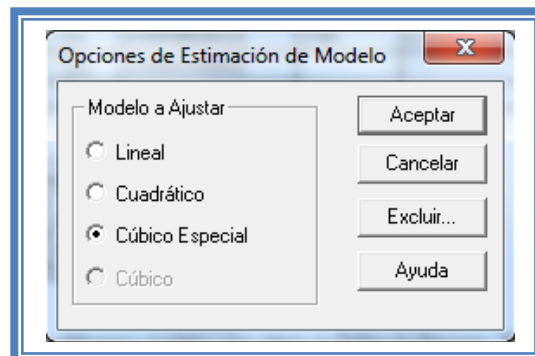 Opciones de Estimación de Modelo
Modelo a Ajustar
Lineal
Cuadrático
Cúbico Especial
Cúbico
Aceptar
Cancelar
Excluir...
Ayuda